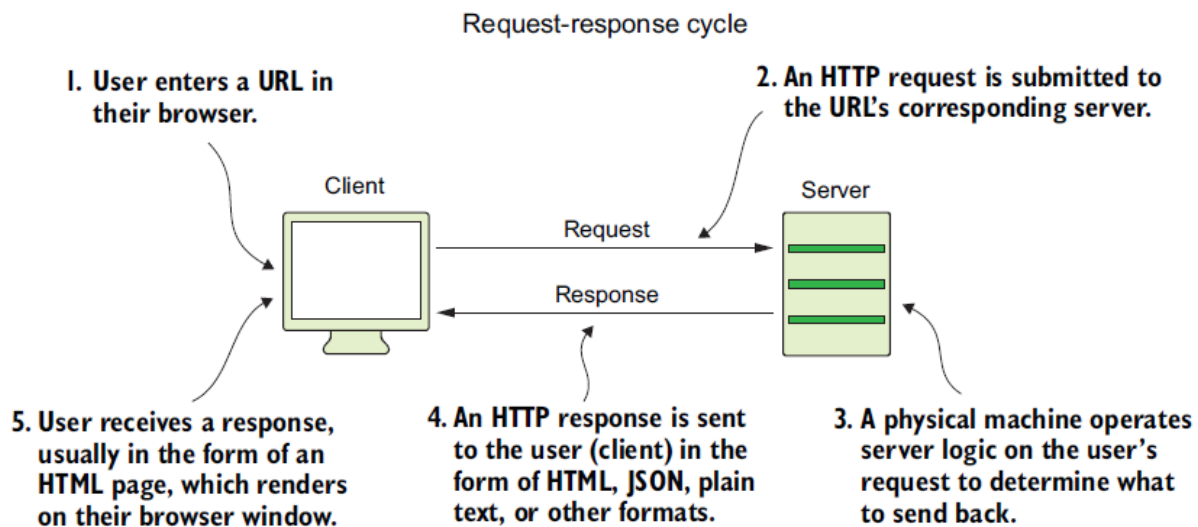 Request-response cycle
1. User enters a URL in
their browser.
2. An HTTP request is submitted to
the URL's corresponding server.
Client
Server
Request
Response
5. User receives a response,
usually in the form of an
HTML page, which renders
on their browser window.
4. An HTTP response is sent
to the user (client) in the
form of HTML, JSON, plain
text, or other formats.
3. A physical machine operates
server logic on the user's
request to determine what
to send back.